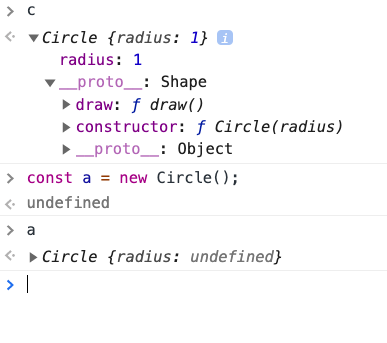 c
Circle {radius: 1} i
radius: 1
__proto__: Shape
draw: ƒ draw()
constructor: ƒ Circle(radius)
__proto__: Object
const a = new Circle();
undefined
a
Circle {radius: undefined}